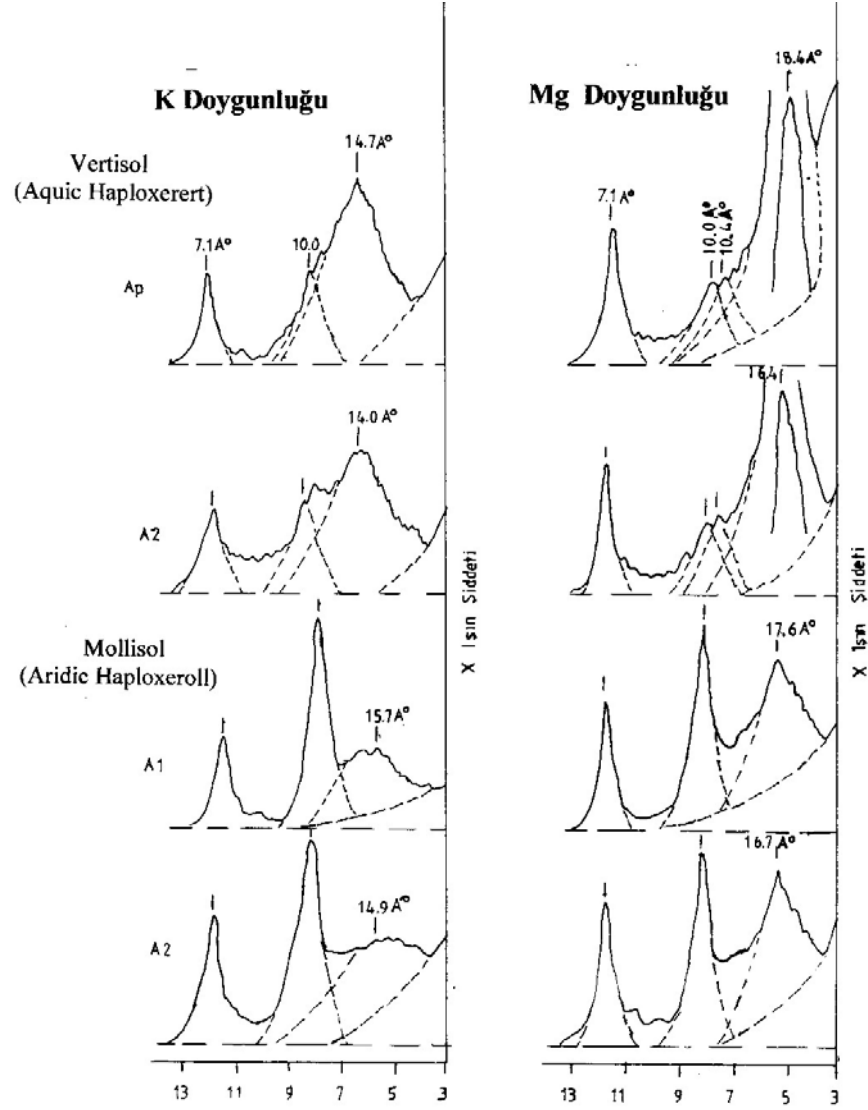 K Doygunluğu
Mg Doygunluğu
Vertisol
(Aquic Haploxerert)
Ap
7.1A°
10.0
14.7A°
7.1A°
10.0A°
10.4A°
18.4A°
A2
14.0A°
16.4
X Işın Şiddeti
X Işın Şiddeti
Mollisol
(Aridic Haploxeroll)
A1
15.7A°
17.6A°
A2
14.9A°
16.7A°
13 11 9 7 5 3
13 11 9 7 5 3